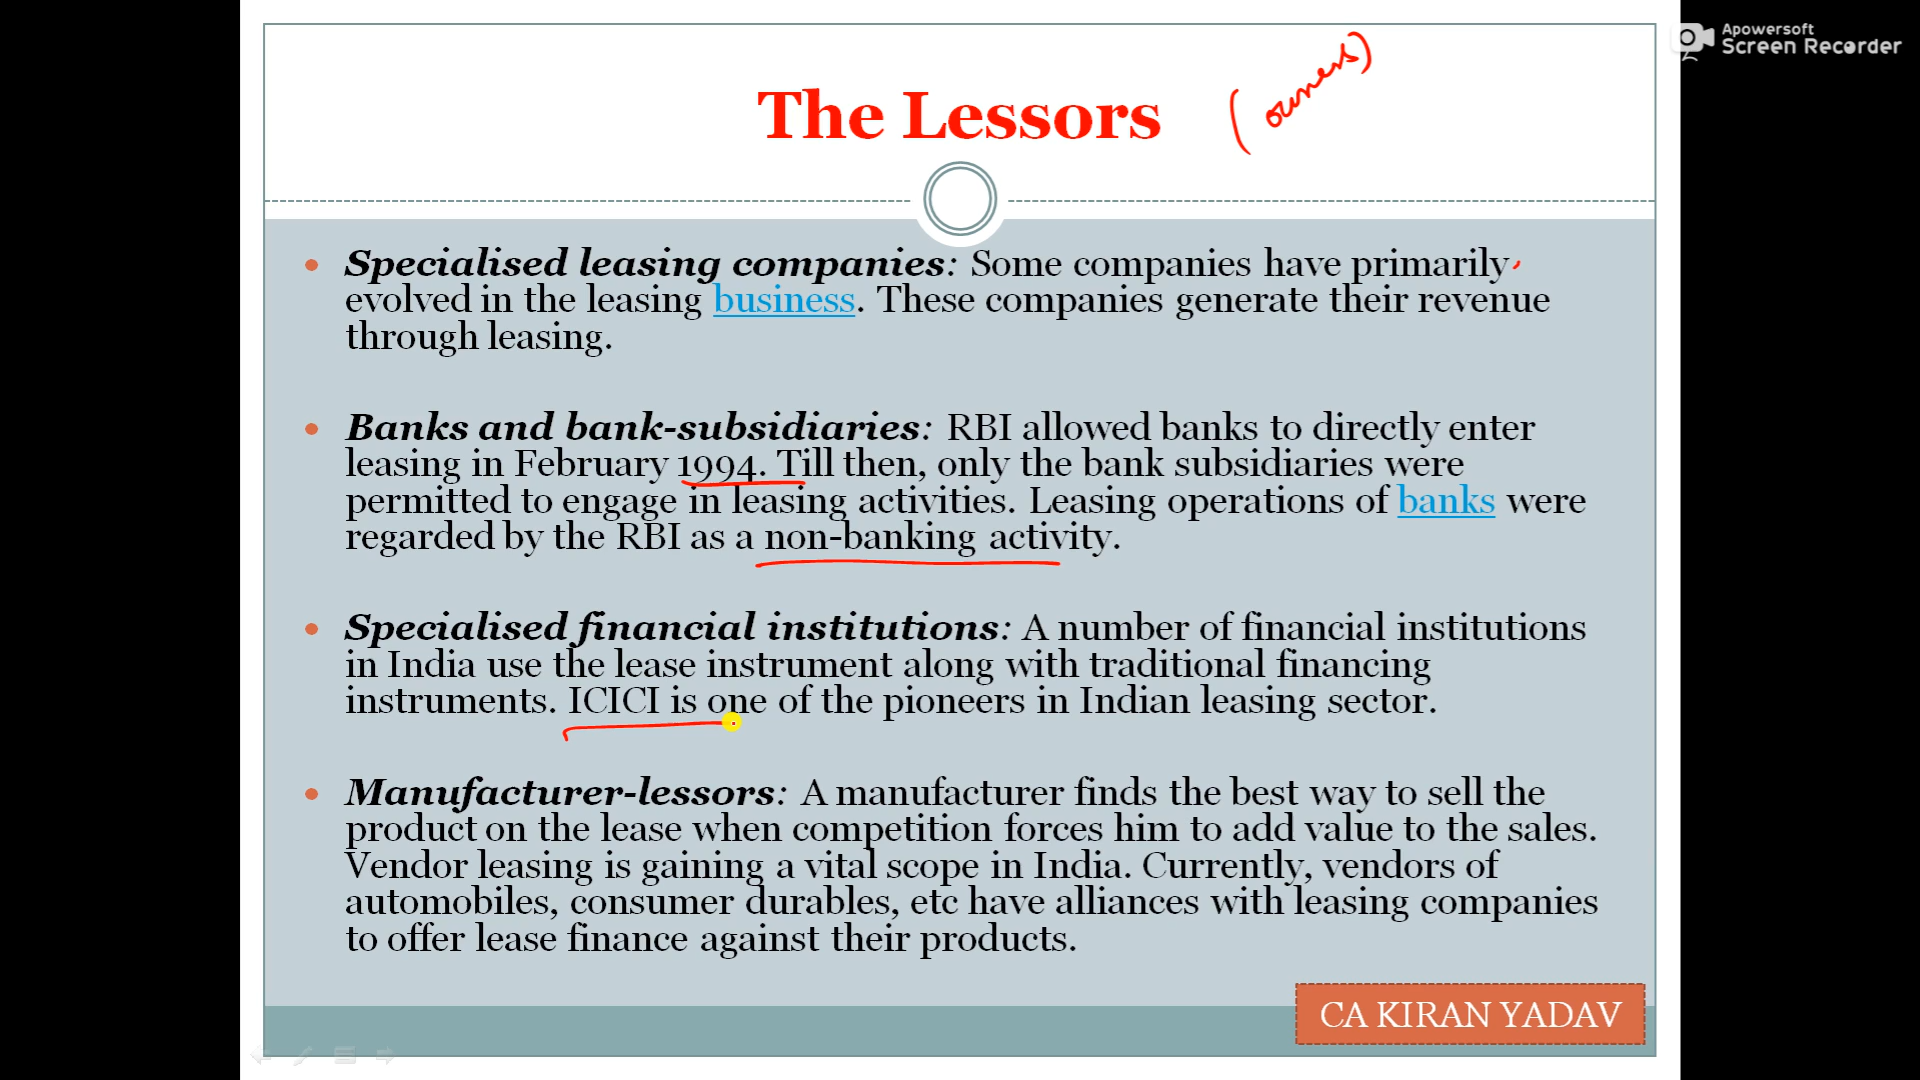 Apowersoft
Screen Recorder
The Lessors (owners)
Specialised leasing companies: Some companies have primarily
evolved in the leasing business. These companies generate their revenue
through leasing.
Banks and bank-subsidiaries: RBI allowed banks to directly enter
leasing in February 1994. Till then, only the bank subsidiaries were
permitted to engage in leasing activities. Leasing operations of banks were
regarded by the RBI as a non-banking activity.
Specialised financial institutions: A number of financial institutions
in India use the lease instrument along with traditional financing
instruments. ICICI is one of the pioneers in Indian leasing sector.
Manufacturer-lessors: A manufacturer finds the best way to sell the
product on the lease when competition forces him to add value to the sales.
Vendor leasing is gaining a vital scope in India. Currently, vendors of
automobiles, consumer durables, etc have alliances with leasing companies
to offer lease finance against their products.
CA KIRAN YADAV